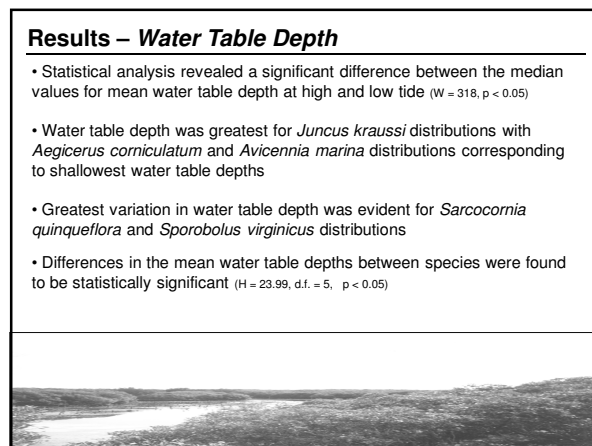 Results – Water Table Depth
• Statistical analysis revealed a significant difference between the median
values for mean water table depth at high and low tide (W = 318, p < 0.05)
• Water table depth was greatest for Juncus kraussi distributions with
Aegicerus corniculatum and Avicennia marina distributions corresponding
to shallowest water table depths
• Greatest variation in water table depth was evident for Sarcocornia
quinqueflora and Sporobolus virginicus distributions
• Differences in the mean water table depths between species were found
to be statistically significant (H = 23.99, d.f. = 5, p < 0.05)